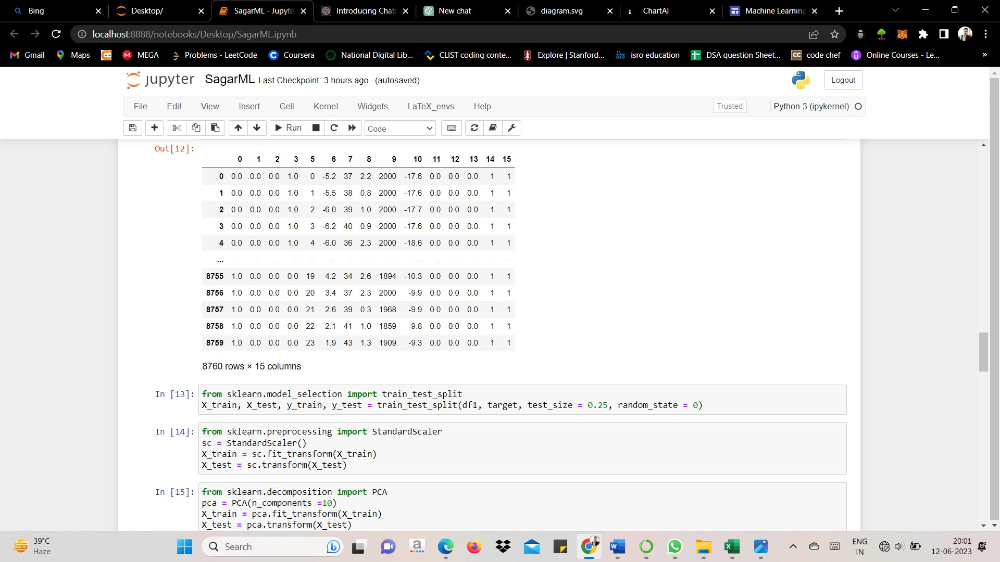 Bing
Desktop/
SagarML - Jupyte
Introducing Chat
New chat
diagram.svg
ChartAI
Machine Learning
localhost:8888/notebooks/Desktop/SagarML.ipynb
Gmail
Maps
MEGA
Problems - LeetCode
Coursera
National Digital Lib...
CLIST coding conte...
Explore | Stanford...
isro education
DSA question Sheet...
code chef
Online Courses - Le...
»
jupyter SagarML Last Checkpoint: 3 hours ago (autosaved)
Logout
File Edit View Insert Cell Kernel Widgets LaTeX_envs Help
Trusted
Python 3 (ipykernel)
Run
Code
Out[12]:
0 1 2 3 5 6 7 8 9 10 11 12 13 14 15
0 0.0 0.0 0.0 1.0 0 -5.2 37 2.2 2000 -17.6 0.0 0.0 0.0 1 1
1 0.0 0.0 0.0 1.0 1 -5.5 38 0.8 2000 -17.6 0.0 0.0 0.0 1 1
2 0.0 0.0 0.0 1.0 2 -6.0 39 1.0 2000 -17.7 0.0 0.0 0.0 1 1
3 0.0 0.0 0.0 1.0 3 -6.2 40 0.9 2000 -17.6 0.0 0.0 0.0 1 1
4 0.0 0.0 0.0 1.0 4 -6.0 36 2.3 2000 -18.6 0.0 0.0 0.0 1 1
... ... ... ... ... ... ... ... ... ... ... ... ... ... ... ...
8755 1.0 0.0 0.0 0.0 19 4.2 34 2.6 1894 -10.3 0.0 0.0 0.0 1 1
8756 1.0 0.0 0.0 0.0 20 3.4 37 2.3 2000 -9.9 0.0 0.0 0.0 1 1
8757 1.0 0.0 0.0 0.0 21 2.6 39 0.3 1968 -9.9 0.0 0.0 0.0 1 1
8758 1.0 0.0 0.0 0.0 22 2.1 41 1.0 1859 -9.8 0.0 0.0 0.0 1 1
8759 1.0 0.0 0.0 0.0 23 1.9 43 1.3 1909 -9.3 0.0 0.0 0.0 1 1
8760 rows × 15 columns
In [13]: from sklearn.model_selection import train_test_split
X_train, X_test, y_train, y_test = train_test_split(df1, target, test_size = 0.25, random_state = 0)
In [14]: from sklearn.preprocessing import StandardScaler
sc = StandardScaler()
X_train = sc.fit_transform(X_train)
X_test = sc.transform(X_test)
In [15]: from sklearn.decomposition import PCA
pca = PCA(n_components =10)
X_train = pca.fit_transform(X_train)
X_test = pca.transform(X_test)
39°C
Haze
Search
ENG
IN
20:01
12-06-2023